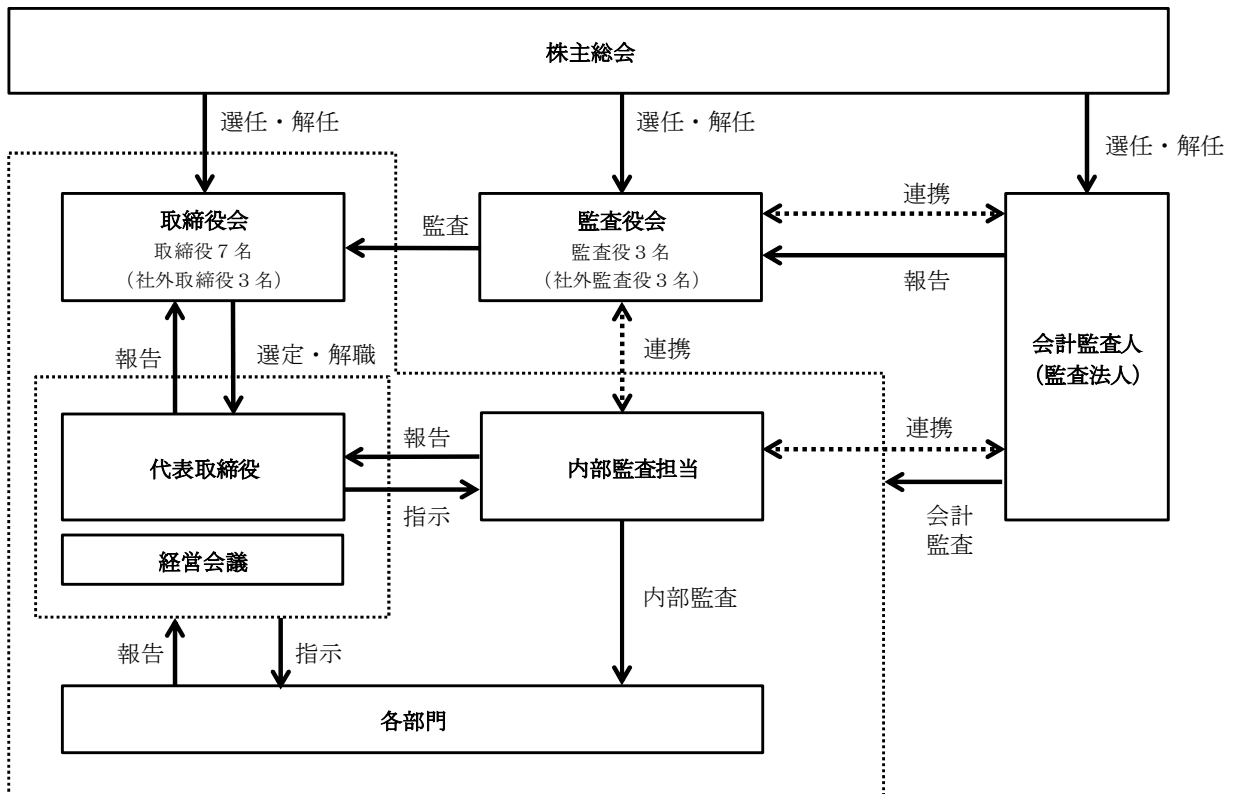 株主総会
選任・解任
選任・解任
選任・解任
取締役会
取締役７名
（社外取締役３名）
監査
監査役会
監査役３名
（社外監査役３名）
連携
報告
会計監査人
（監査法人）
報告
選定・解職
連携
代表取締役
報告
指示
内部監査担当
連携
会計
監査
経営会議
内部監査
報告
指示
各部門